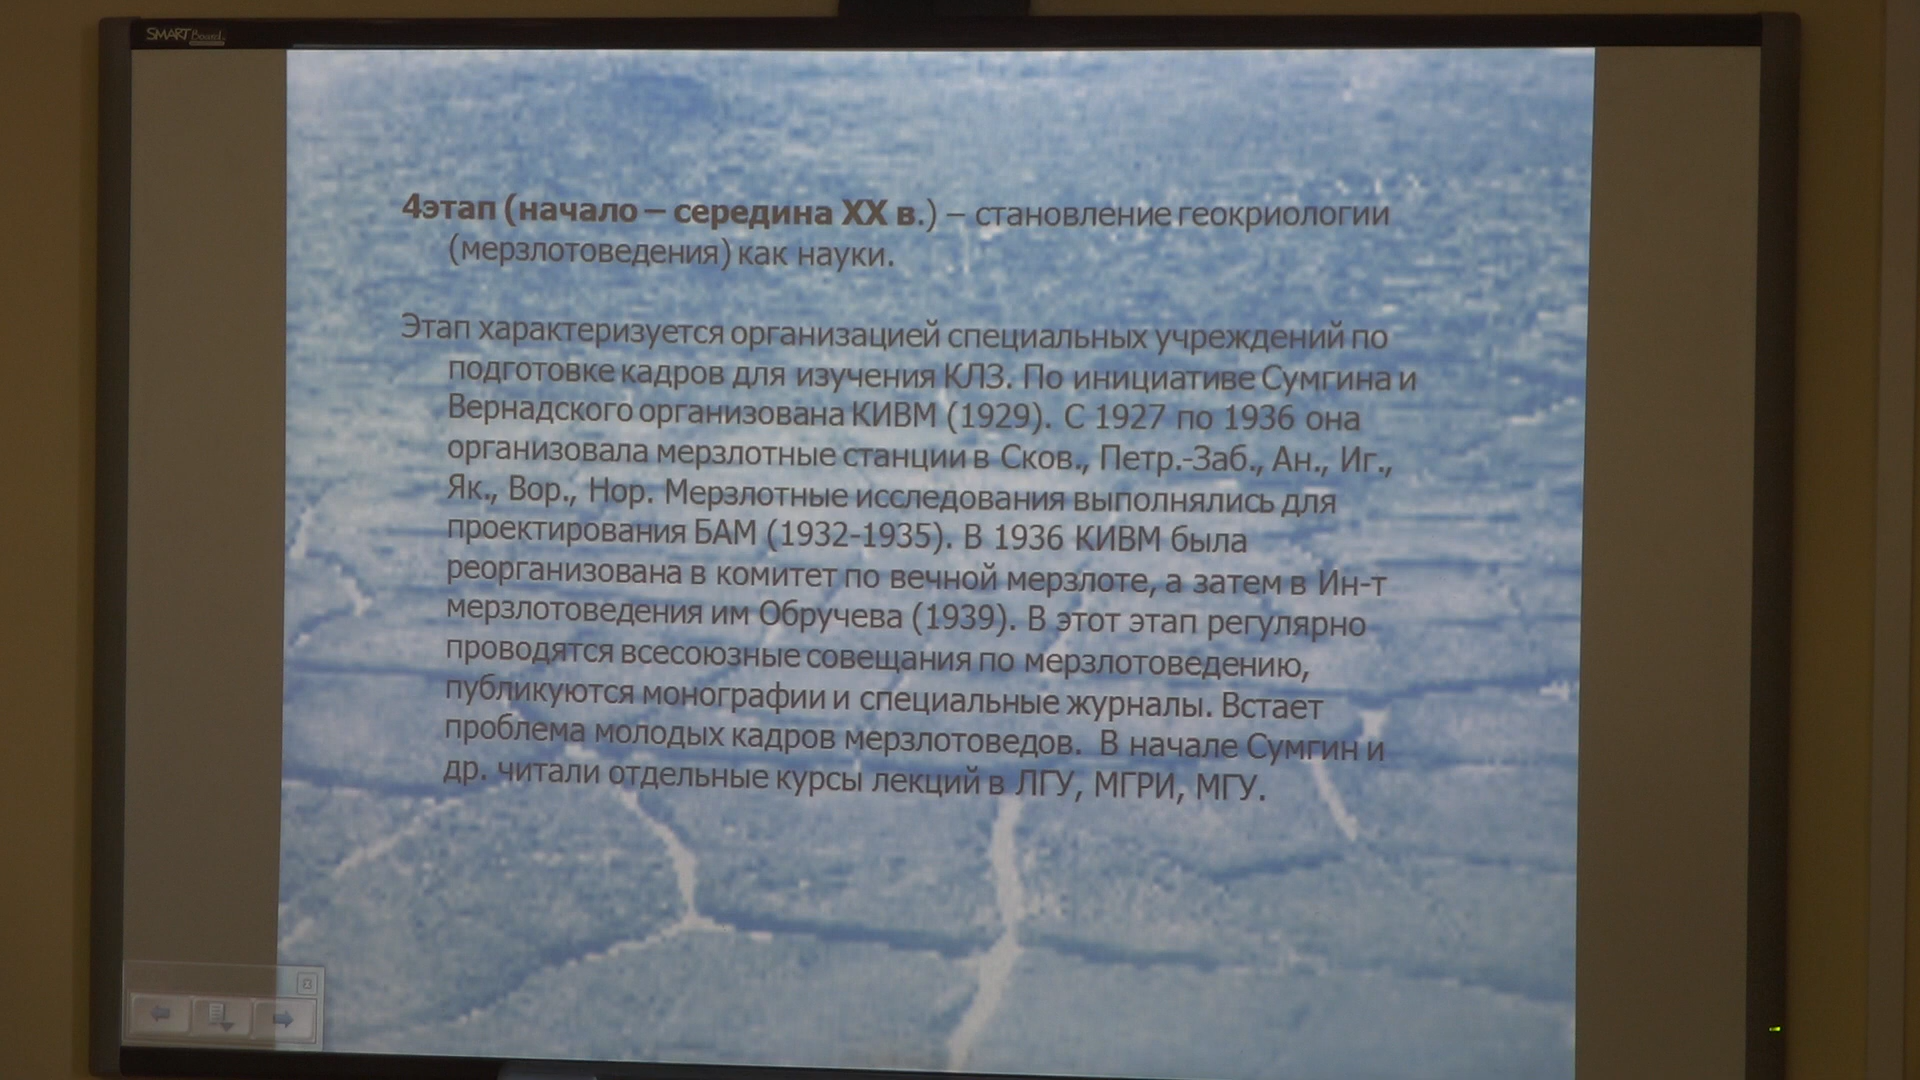 SMART Board
4этап (начало – середина XX в.) – становление геокриологии
(мерзлотоведения) как науки.
Этап характеризуется организацией специальных учреждений по
подготовке кадров для изучения КЛЗ. По инициативе Сумгина и
Вернадского организована КИВМ (1929). С 1927 по 1936 она
организовала мерзлотные станции в Сков., Петр.-Заб., Ан., Иг.,
Як., Вор., Нор. Мерзлотные исследования выполнялись для
проектирования БАМ (1932-1935). В 1936 КИВМ была
реорганизована в комитет по вечной мерзлоте, а затем в Ин-т
мерзлотоведения им Обручева (1939). В этот этап регулярно
проводятся всесоюзные совещания по мерзлотоведению,
публикуются монографии и специальные журналы. Встает
проблема молодых кадров мерзлотоведов. В начале Сумгин и
др. читали отдельные курсы лекций в ЛГУ, МГРИ, МГУ.